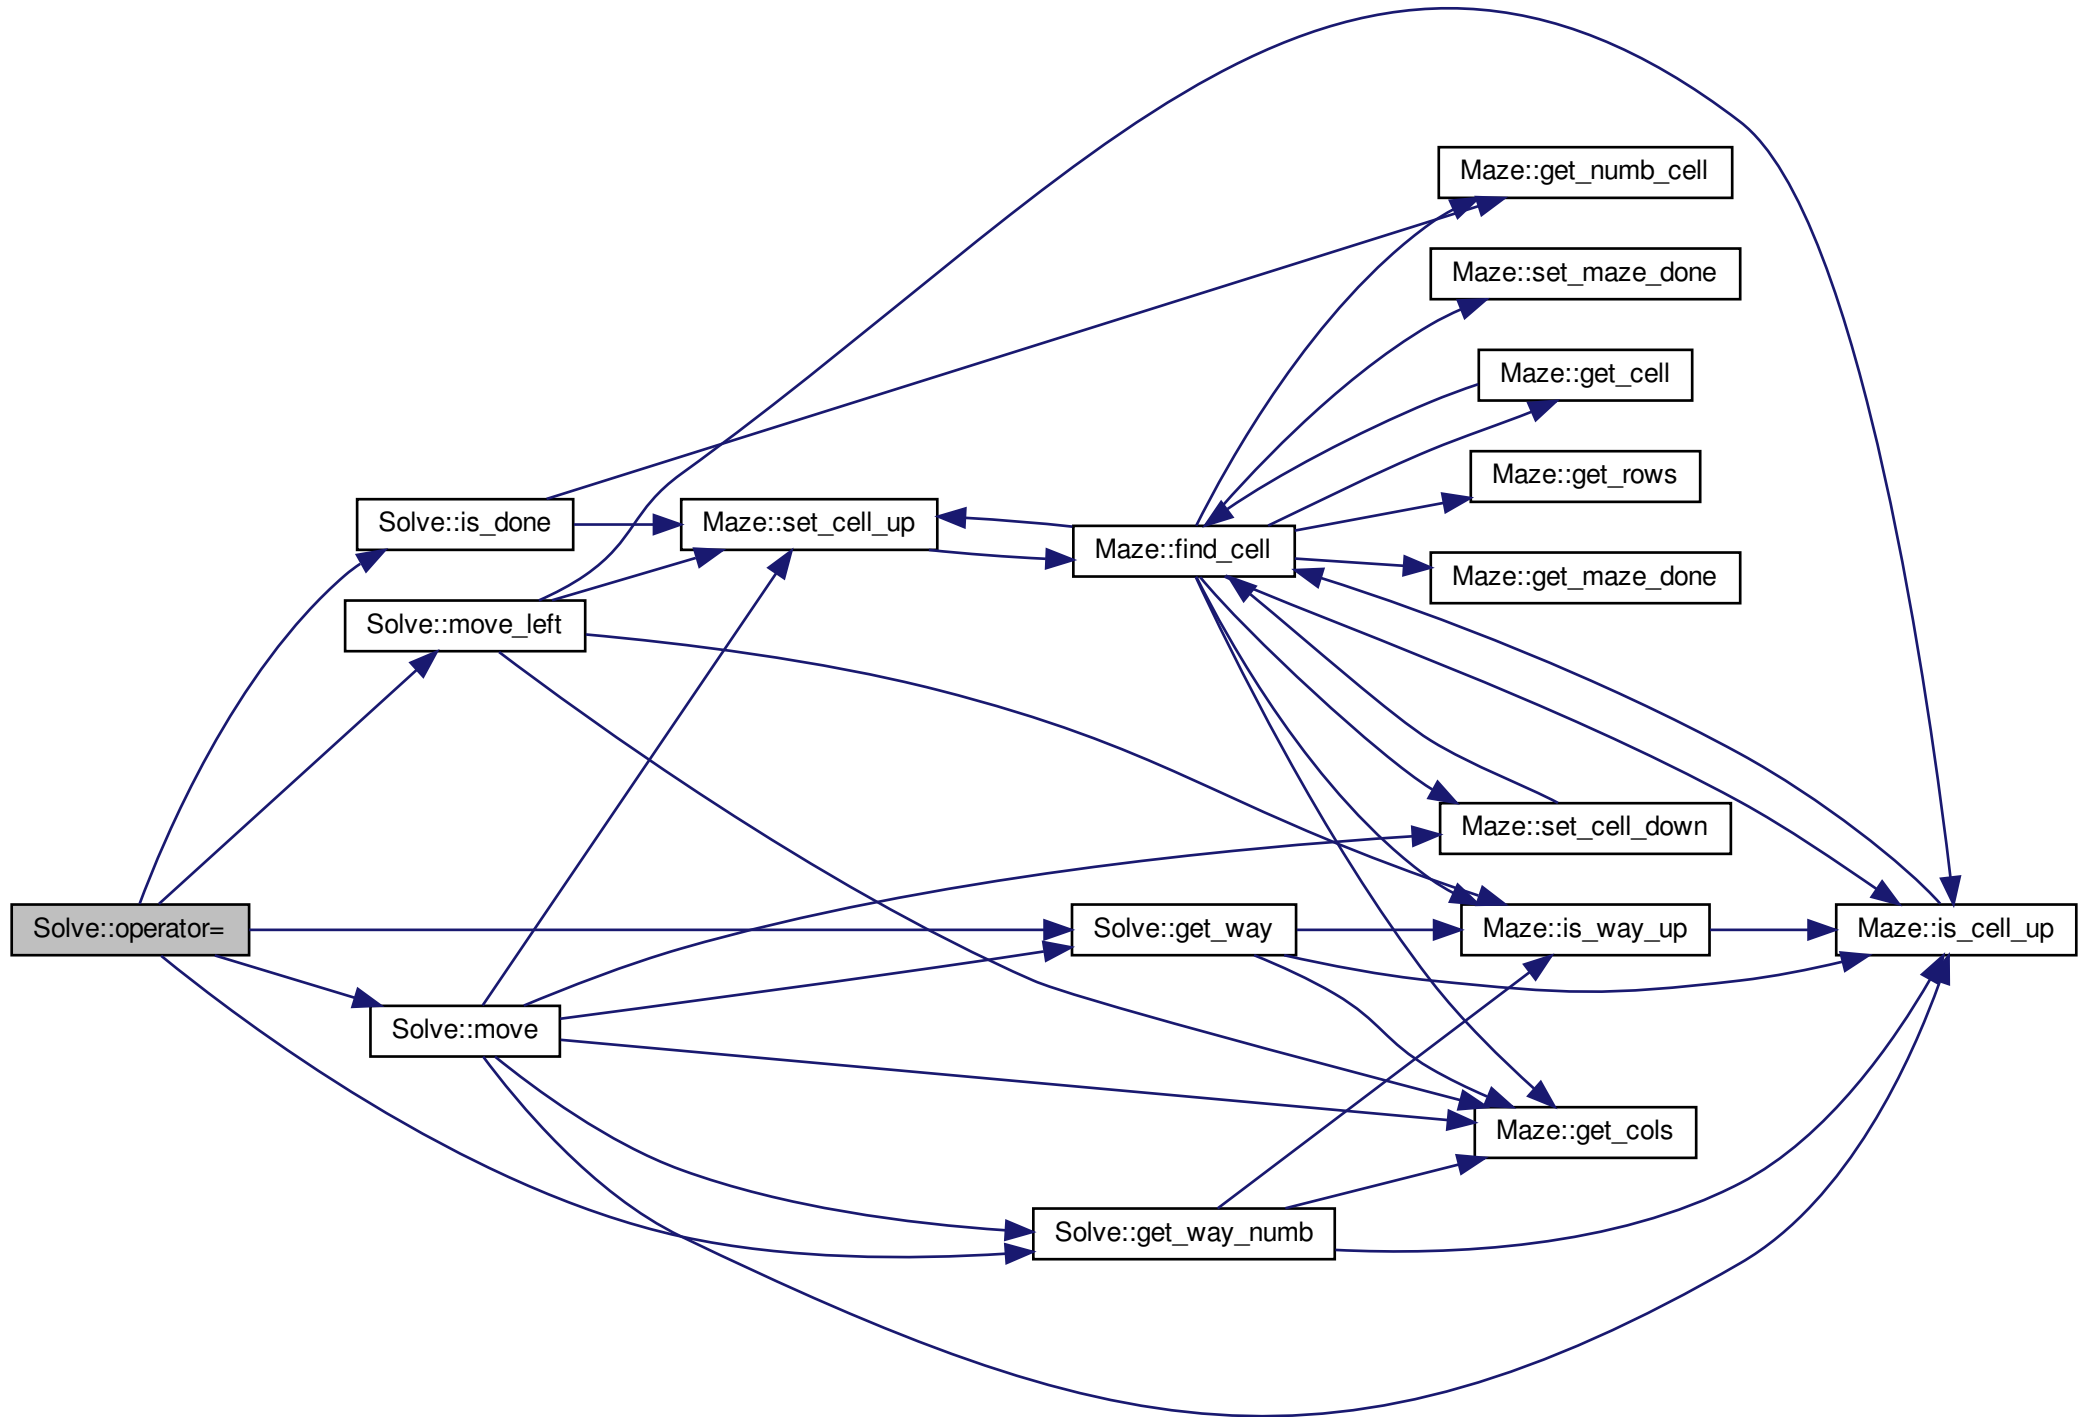 Maze::get_numb_cell
Maze::set_maze_done
Maze::get_cell
Maze::get_rows
Solve::is_done
Maze::set_cell_up
Maze::find_cell
Maze::get_maze_done
Solve::move_left
Maze::set_cell_down
Solve::operator=
Solve::get_way
Maze::is_way_up
Maze::is_cell_up
Solve::move
Maze::get_cols
Solve::get_way_numb